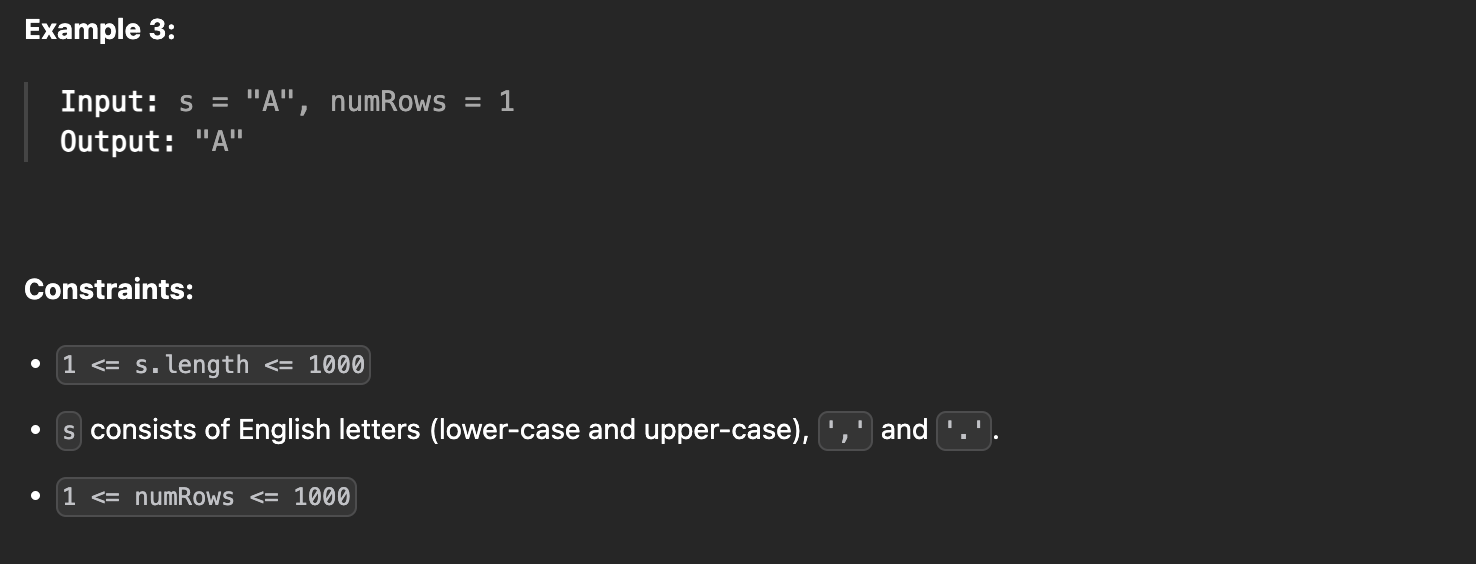 Example 3:
Input: s = "A", numRows = 1
Output: "A"
Constraints:
• 1 <= s.length <= 1000
• s consists of English letters (lower-case and upper-case), ',' and '.'.
• 1 <= numRows <= 1000